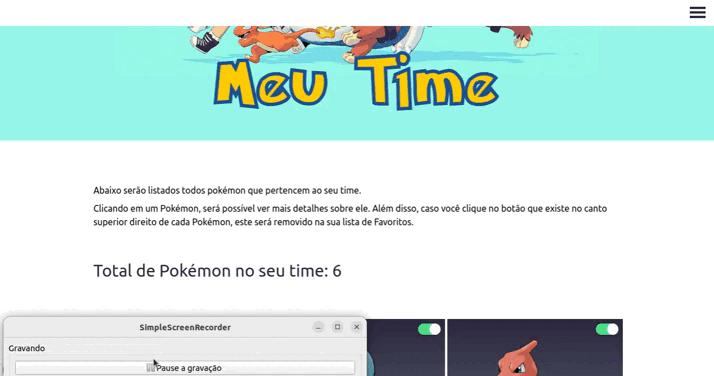 Meu Time
Abaixo serão listados todos pokémon que pertencem ao seu time.
Clicando em um Pokémon, será possível ver mais detalhes sobre ele. Além disso, caso você clique no botão que existe no canto
superior direito de cada Pokémon, este será removido na sua lista de Favoritos.
Total de Pokémon no seu time: 6
SimpleScreenRecorder
Gravando
Pause a gravação